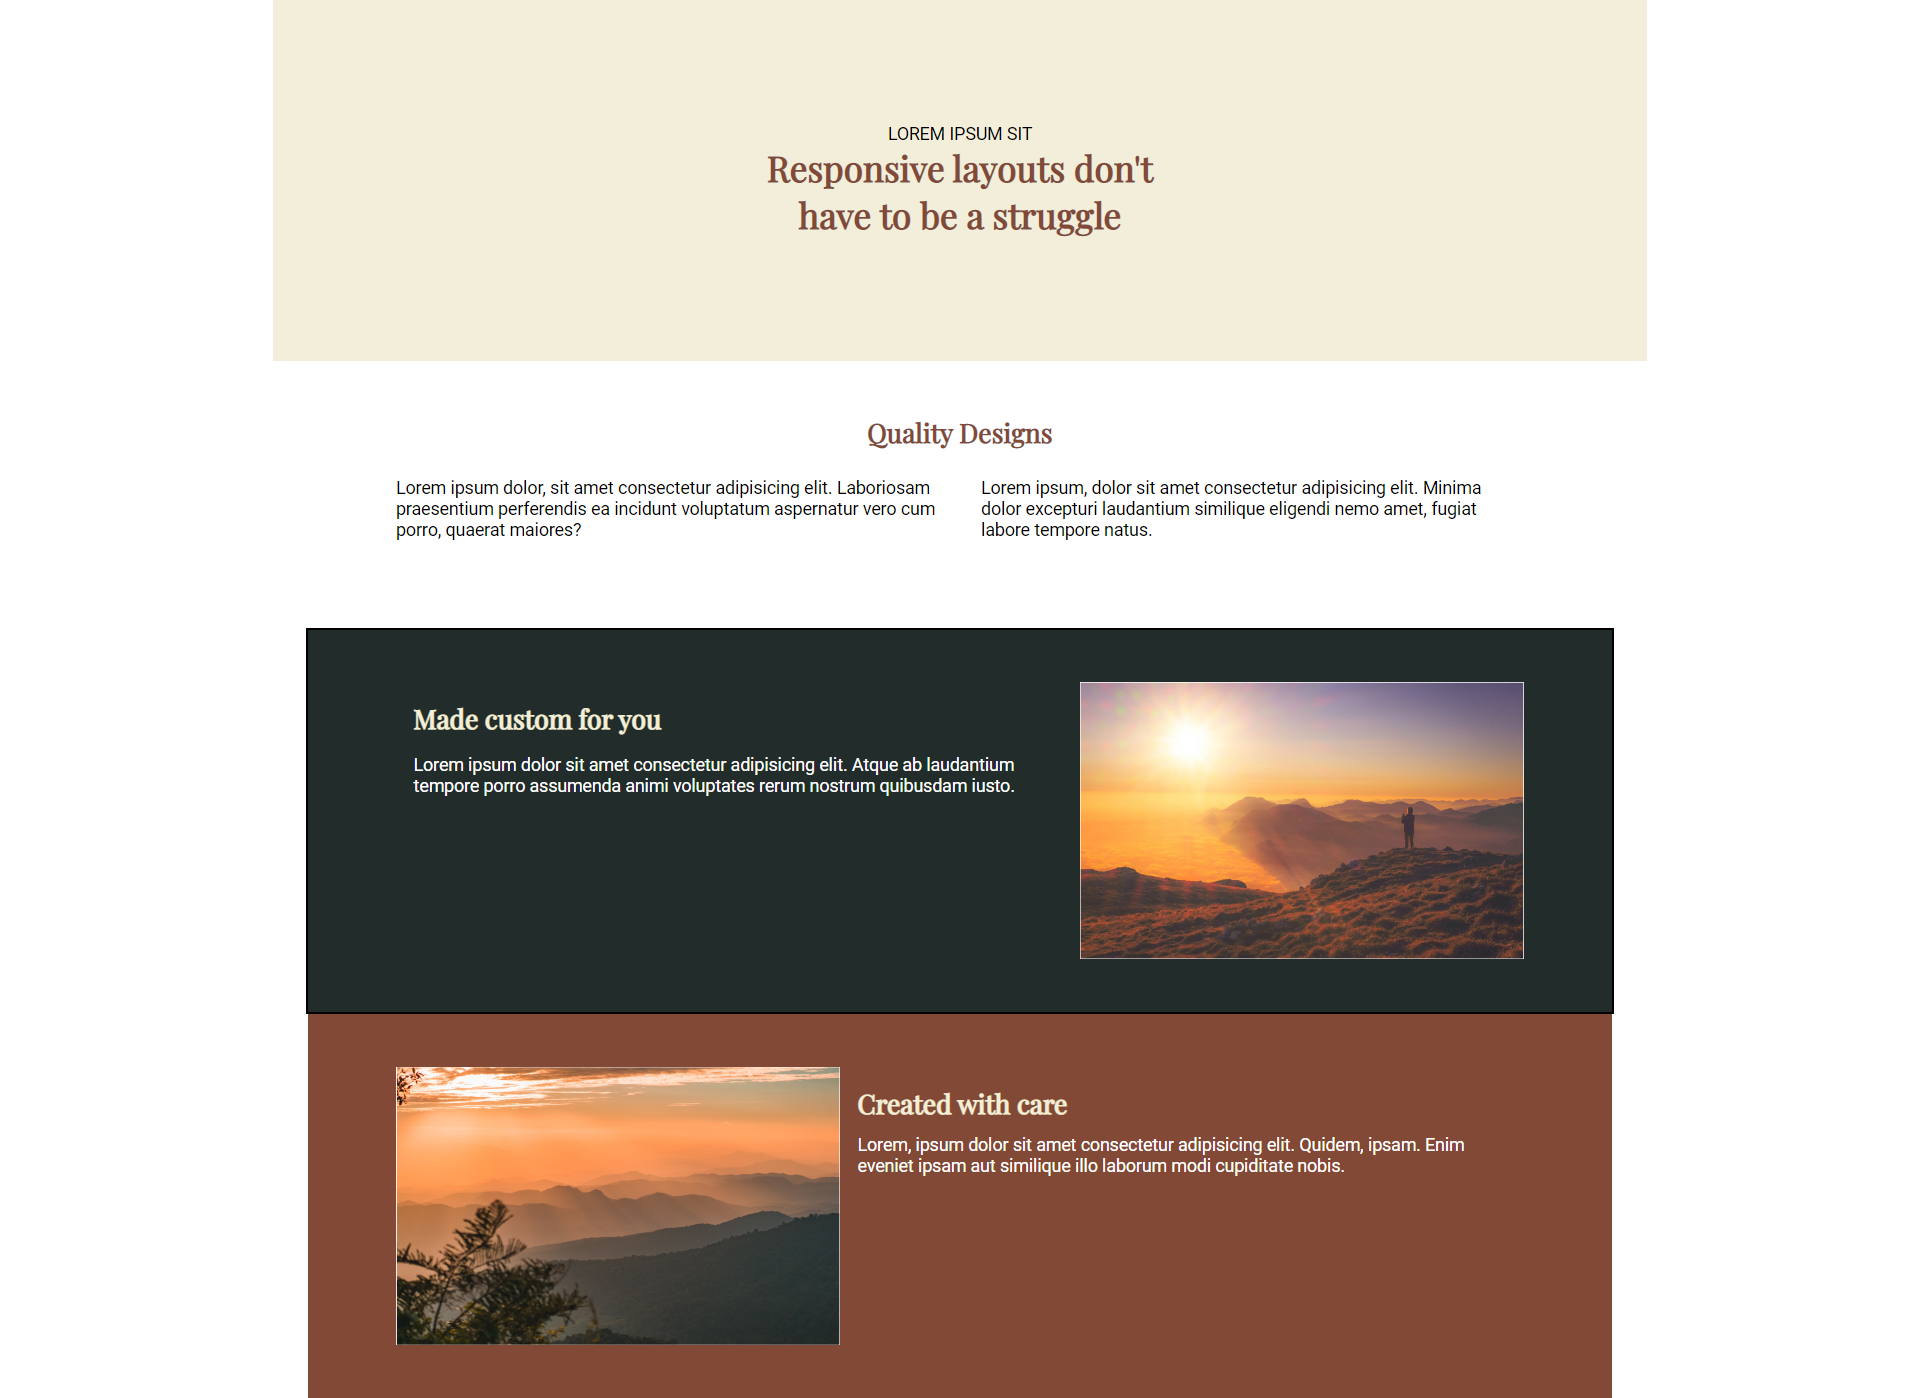 LOREM IPSUM SIT
Responsive layouts don't
have to be a struggle
Quality Designs
Lorem ipsum dolor, sit amet consectetur adipisicing elit. Laboriosam
praesentium perferendis ea incidunt voluptatum aspernatur vero cum
porro, quaerat maiores?
Lorem ipsum, dolor sit amet consectetur adipisicing elit. Minima
dolor excepturi laudantium similique eligendi nemo amet, fugiat
labore tempore natus.
Made custom for you
Lorem ipsum dolor sit amet consectetur adipisicing elit. Atque ab laudantium
tempore porro assumenda animi voluptates rerum nostrum quibusdam iusto.
Created with care
Lorem, ipsum dolor sit amet consectetur adipisicing elit. Quidem, ipsam. Enim
eveniet ipsam aut similique illo laborum modi cupiditate nobis.